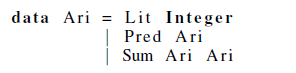 data Ari = Lit Integer
| Pred Ari
| Sum Ari Ari